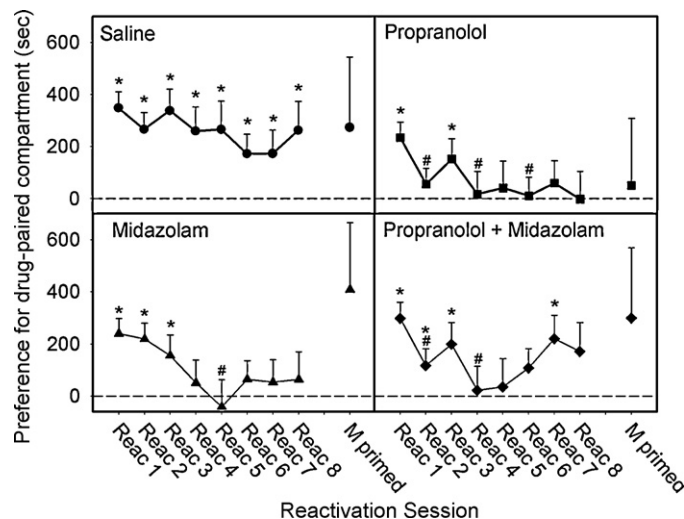 Preference for drug-paired compartment (sec)
Saline
600
400
200
0
* * * * * * * *
Propranolol
* # * # #
Midazolam
600
400
200
0
* * * #
Propranolol + Midazolam
* * # * # *
Reac 1
Reac 2
Reac 3
Reac 4
Reac 5
Reac 6
Reac 7
Reac 8
M primed
Reac 1
Reac 2
Reac 3
Reac 4
Reac 5
Reac 6
Reac 7
Reac 8
M primed
Reactivation Session